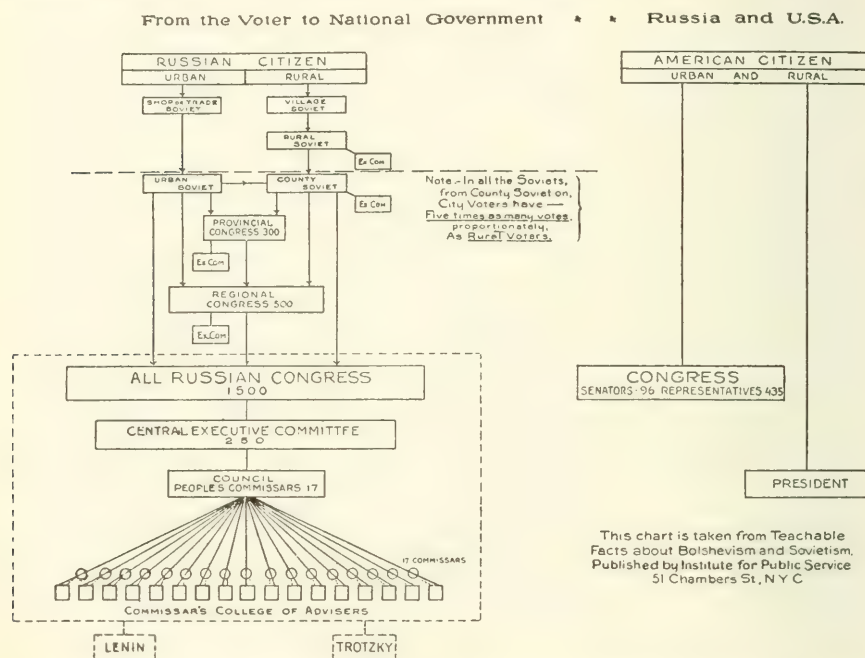 From the Voter to National Government * * Russia and U.S.A.
RUSSIAN CITIZEN
URBAN RURAL
SHOP OR TRADE
SOVIET
VILLAGE
SOVIET
RURAL
SOVIET
Ex Com
URBAN
SOVIET
COUNTY
SOVIET
Ex Com
PROVINCIAL
CONGRESS 300
Ex Com
REGIONAL
CONGRESS 500
Ex Com
Note.- In all the Soviets,
from County Soviet on,
City Voters have —
Five times as many votes,
proportionately,
As Rural Voters.
ALL RUSSIAN CONGRESS
1500
CENTRAL EXECUTIVE COMMITTEE
250
COUNCIL
PEOPLES COMMISSARS 17
17 COMMISSARS
COMMISSAR'S COLLEGE OF ADVISERS
LENIN
TROTZKY
AMERICAN CITIZEN
URBAN AND RURAL
CONGRESS
SENATORS-96 REPRESENTATIVES 435
PRESIDENT
This chart is taken from Teachable
Facts about Bolshevism and Sovietism.
Published by Institute for Public Service
51 Chambers St, N Y C